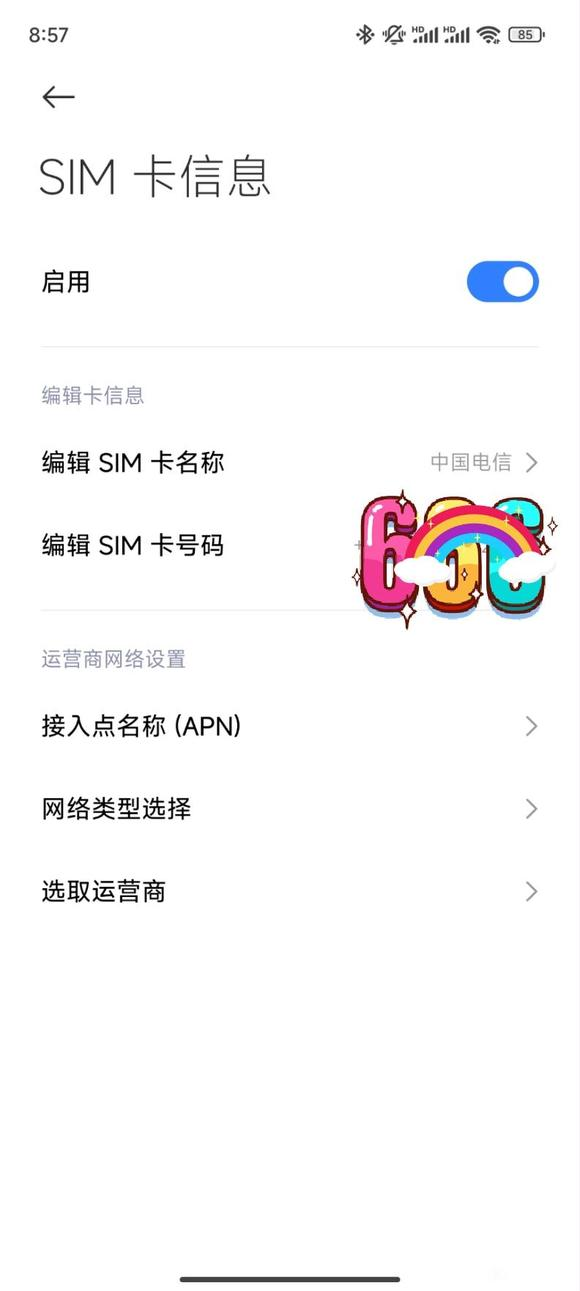 8:57
HD HD 85
SIM 卡信息
启用
编辑卡信息
编辑 SIM 卡名称
中国电信
编辑 SIM 卡号码
666
运营商网络设置
接入点名称 (APN)
网络类型选择
选取运营商